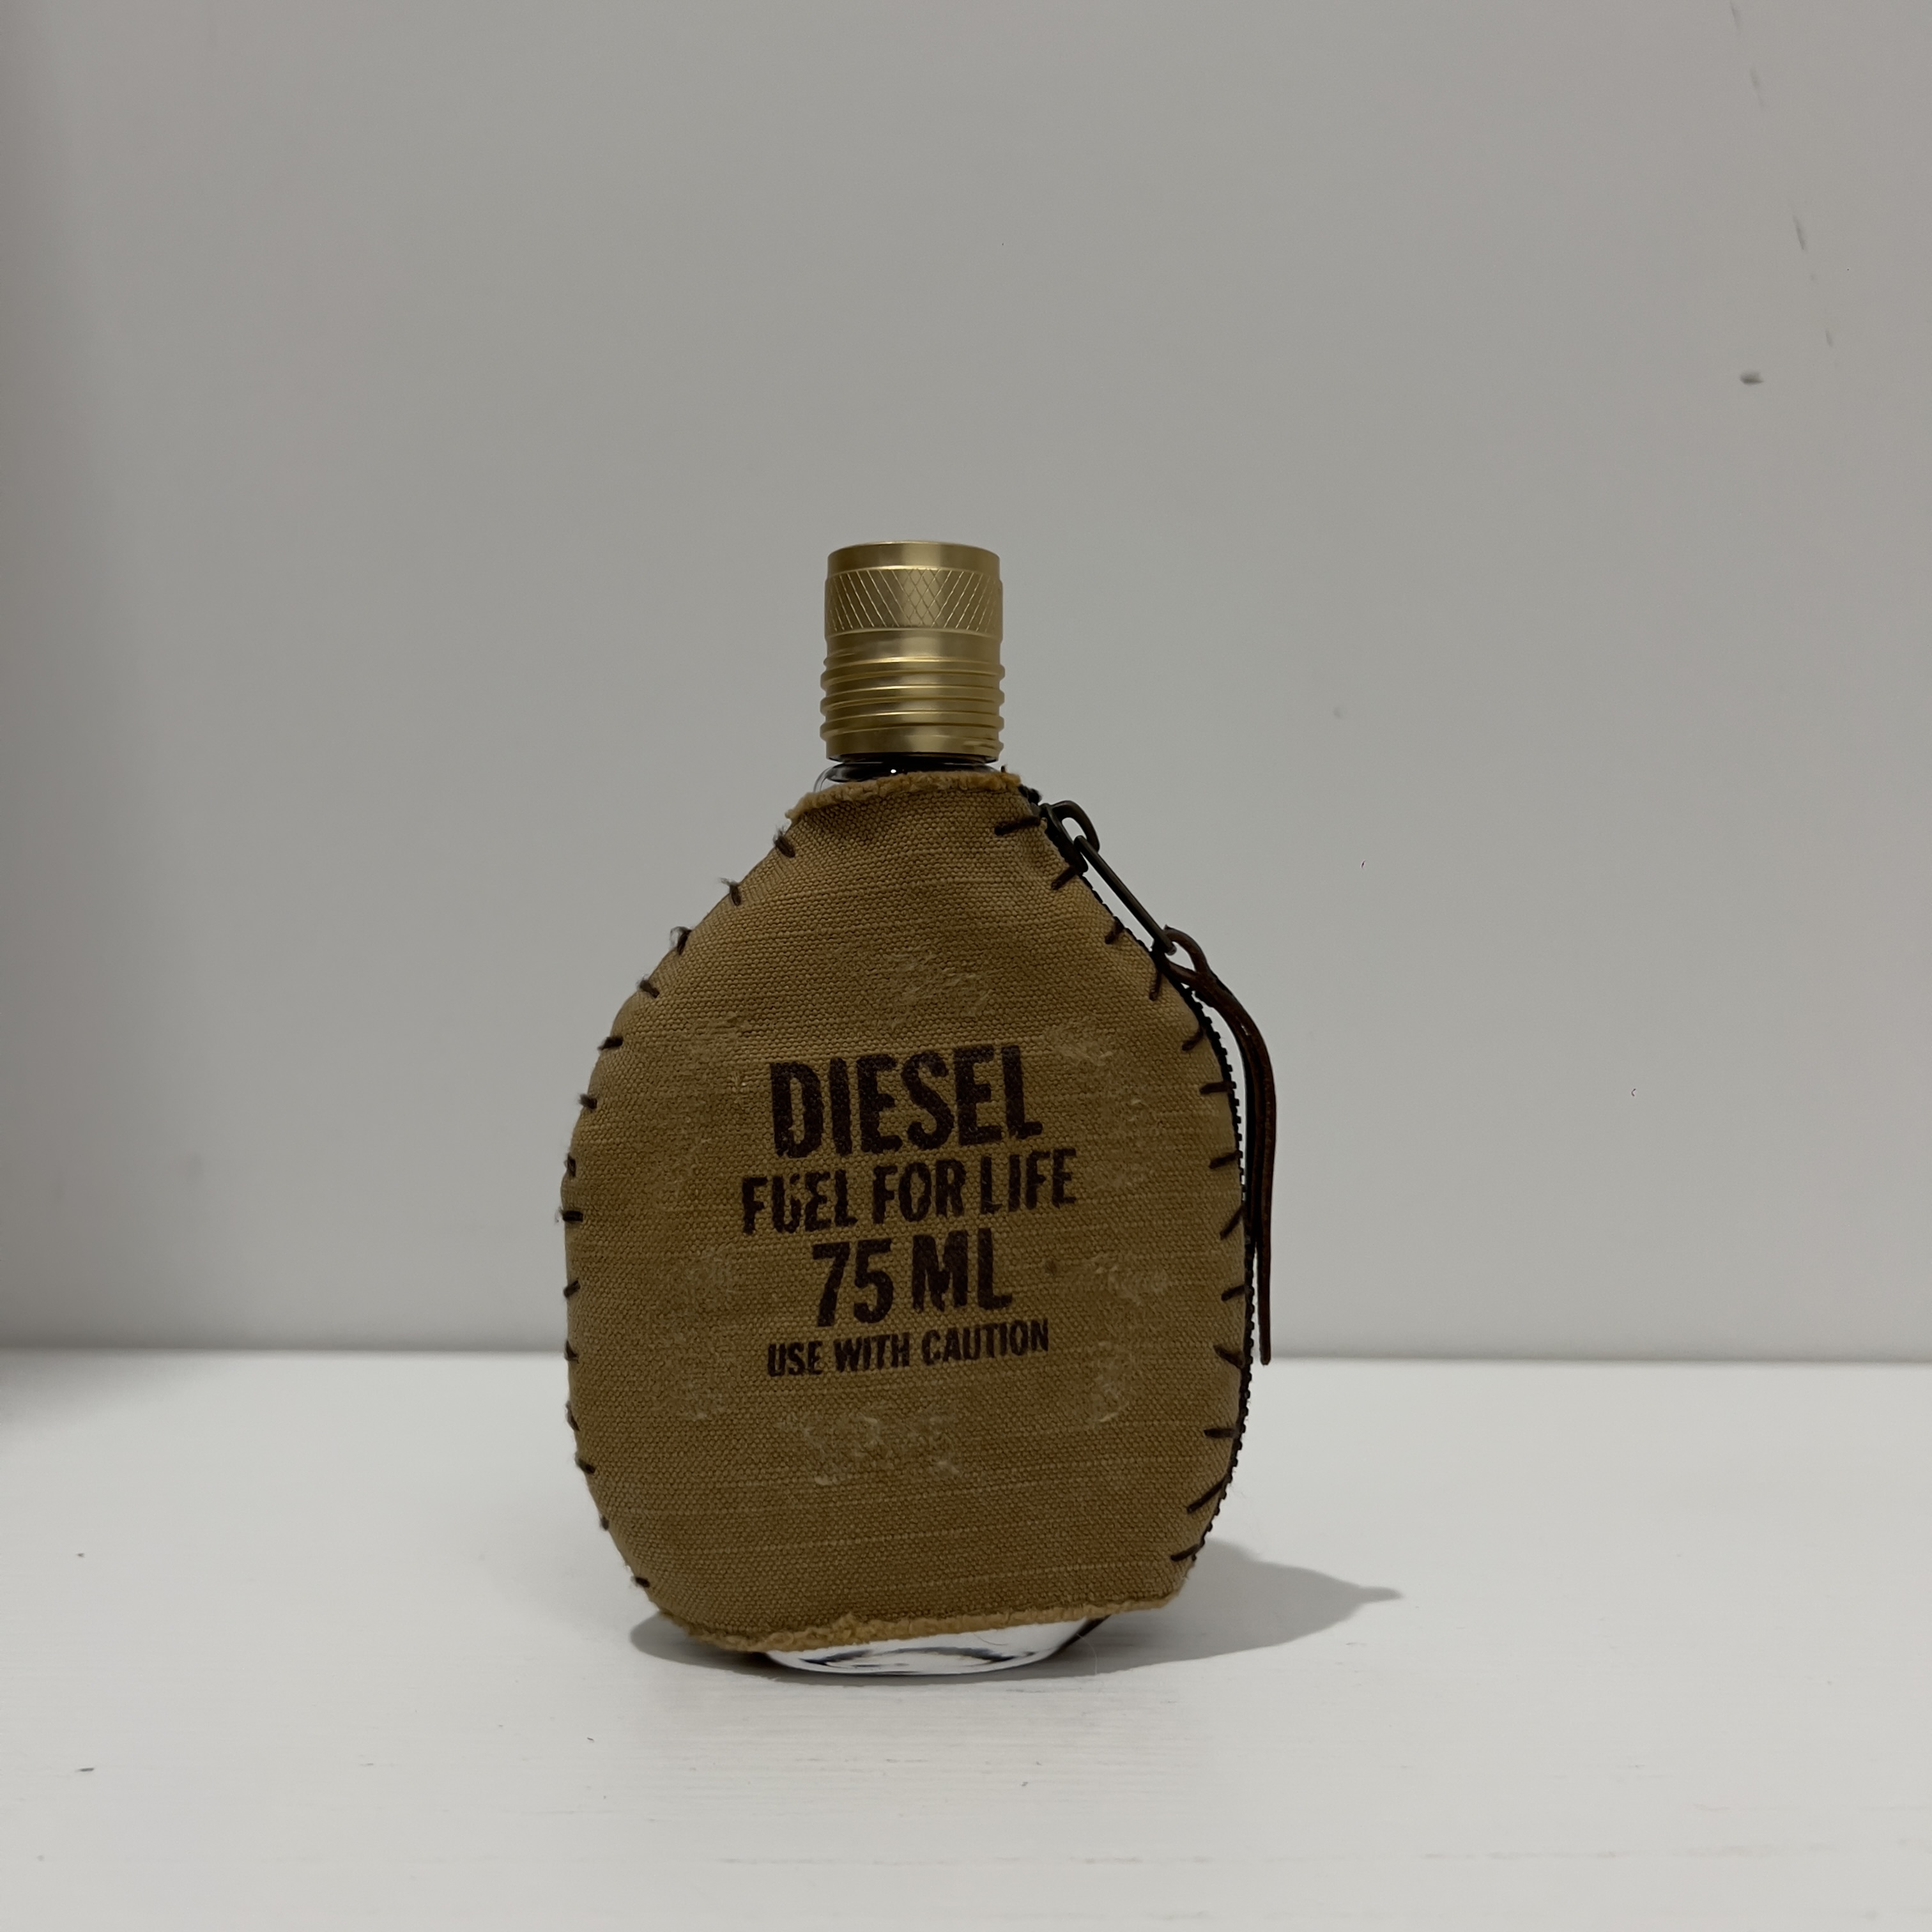 DIESEL
FUEL FOR LIFE
75 ML
USE WITH CAUTION